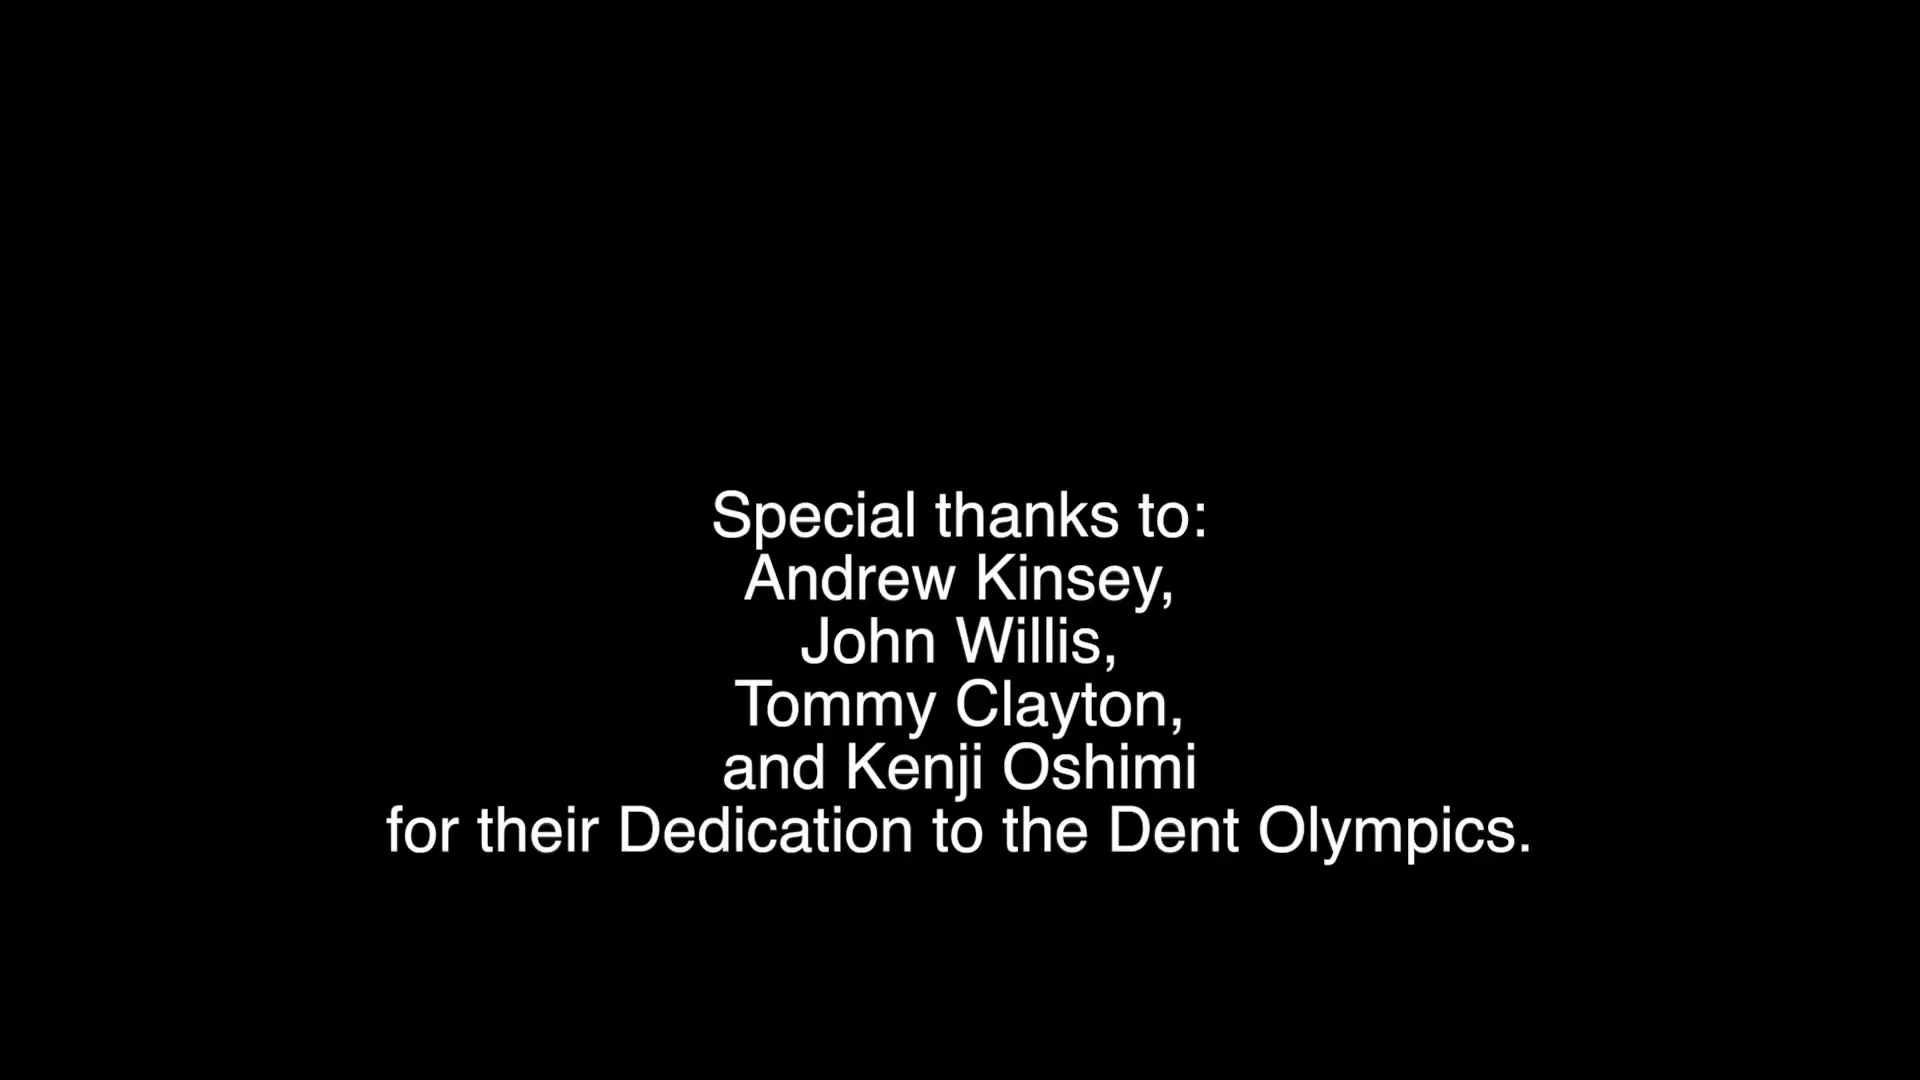 Special thanks to:
Andrew Kinsey,
John Willis,
Tommy Clayton,
and Kenji Oshimi
for their Dedication to the Dent Olympics.